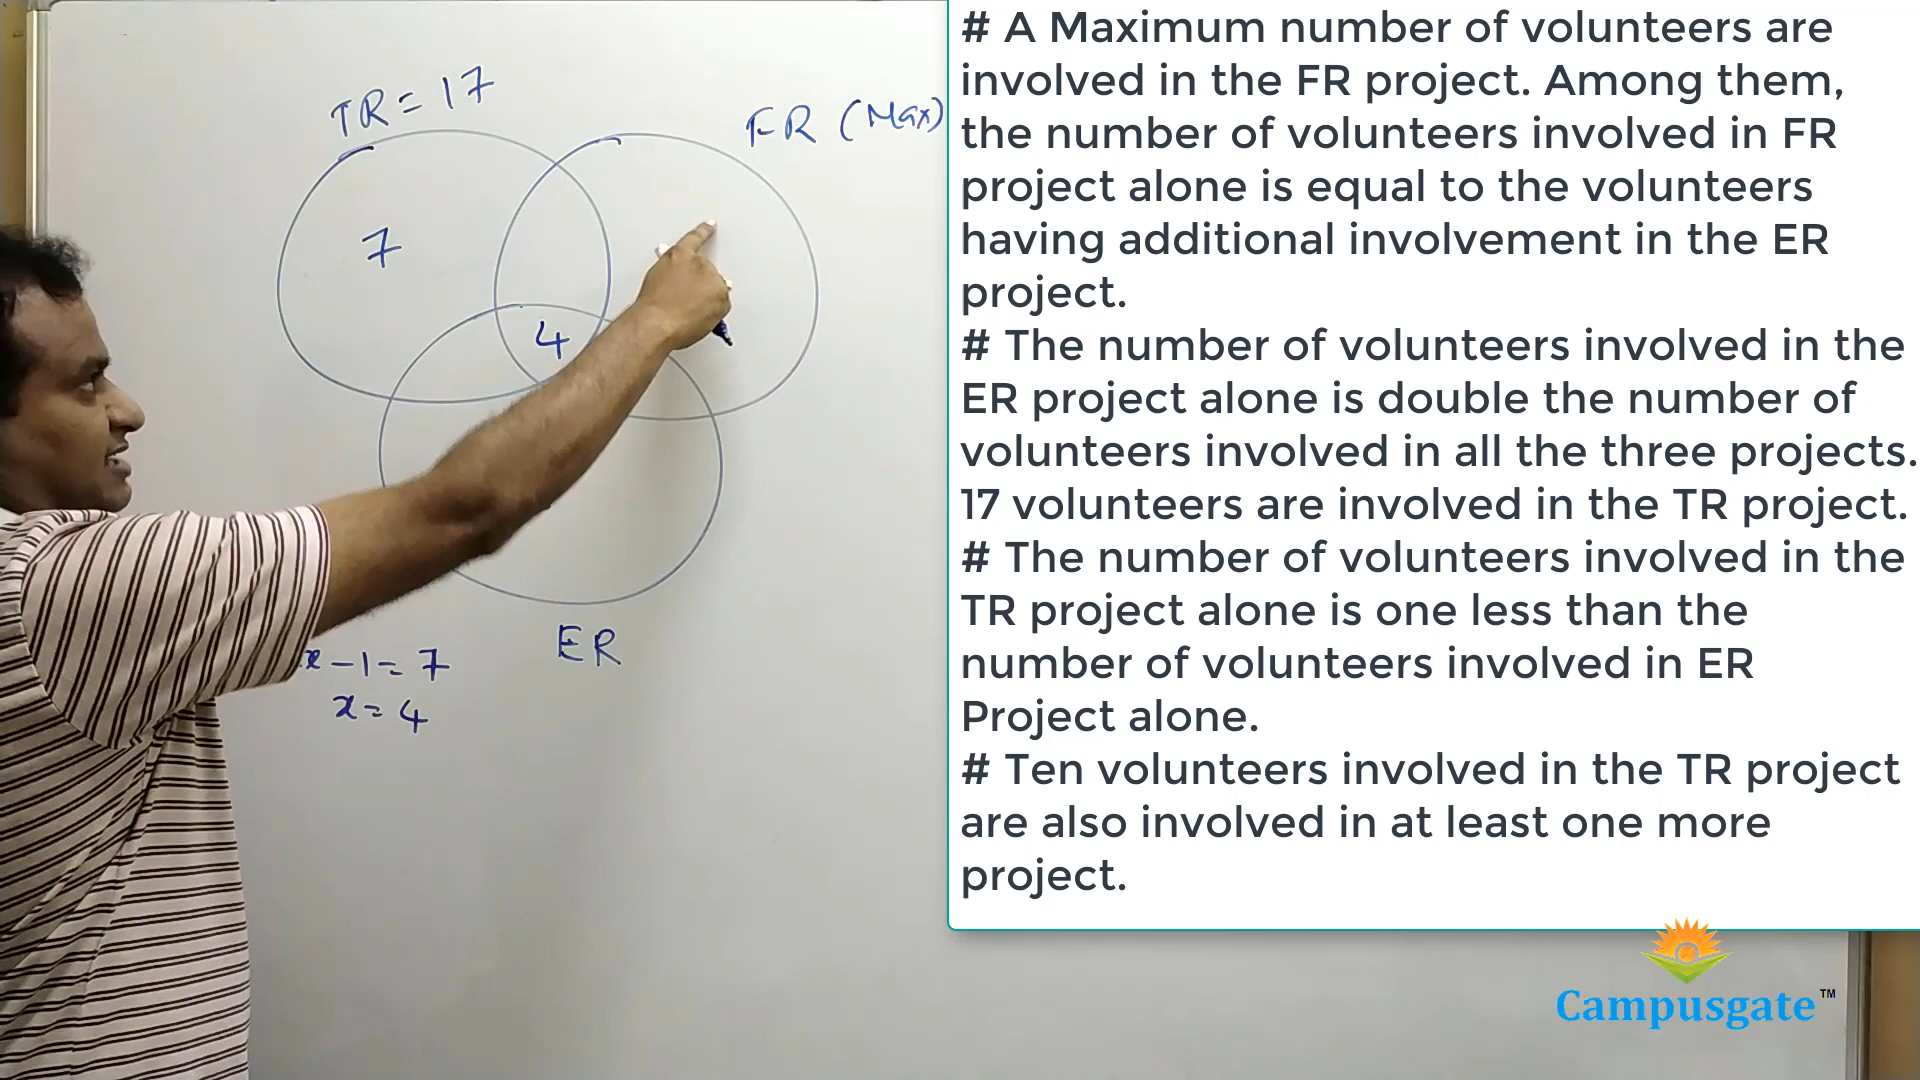 TR = 17
FR (Max)
7
4
ER
x - 1 = 7
x = 4
# A Maximum number of volunteers are
involved in the FR project. Among them,
the number of volunteers involved in FR
project alone is equal to the volunteers
having additional involvement in the ER
project.
# The number of volunteers involved in the
ER project alone is double the number of
volunteers involved in all the three projects.
17 volunteers are involved in the TR project.
# The number of volunteers involved in the
TR project alone is one less than the
number of volunteers involved in ER
Project alone.
# Ten volunteers involved in the TR project
are also involved in at least one more
project.
Campusgate™